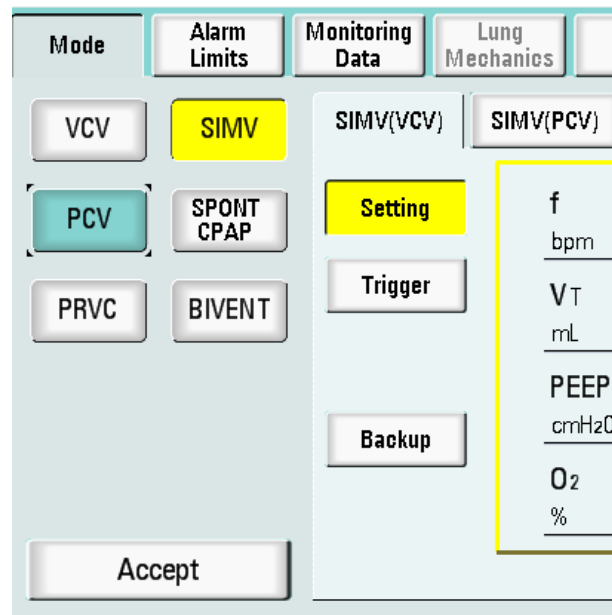 Mode
Alarm
Limits
Monitoring
Data
Lung
Mechanics
VCV
SIMV
SIMV(VCV)
SIMV(PCV)
PCV
SPONT
CPAP
Setting
f
bpm
PRVC
BIVENT
Trigger
VT
mL
PEEP
cmH2O
Backup
O2
%
Accept